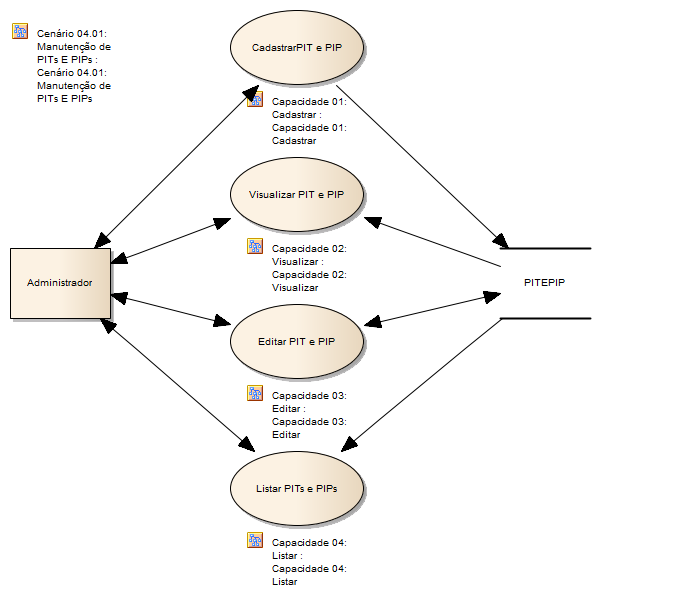 Cenário 04.01:
Manutenção de
PITs E PIPs :
Cenário 04.01:
Manutenção de
PITs E PIPs
CadastrarPIT e PIP
Capacidade 01:
Cadastrar :
Capacidade 01:
Cadastrar
Visualizar PIT e PIP
Capacidade 02:
Visualizar :
Capacidade 02:
Visualizar
Administrador
PITEPIP
Editar PIT e PIP
Capacidade 03:
Editar :
Capacidade 03:
Editar
Listar PITs e PIPs
Capacidade 04:
Listar :
Capacidade 04:
Listar